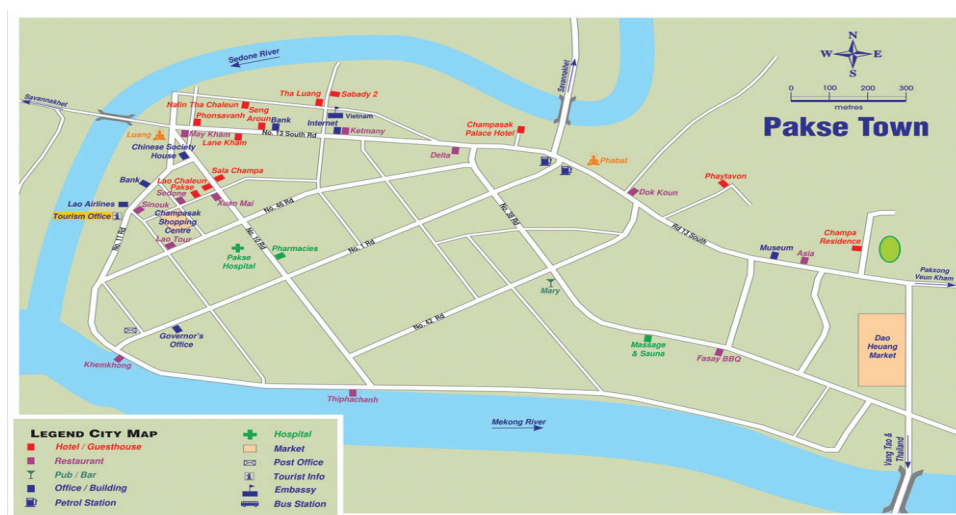 N
W E
S
0 100 200 300
metres
Pakse Town
Sedone River
Savannakhet
Savannakhet
Tha Luang
Sabady 2
Nalin Tha Chaleun
Phonsavanh
Seng
Aroun
Bank
Vietnam
Internet
Ketmany
Luang
May Kham
Lane Kham
No. 13 South Rd
Champasak
Palace Hotel
Chinese Society
House
Delta
Phabat
Sala Champa
Lao Chaleun
Pakse
Bank
Sedone
Xuan Mai
Dok Koun
Phaytavon
Lao Airlines
Sinouk
Tourism Office
Champasak
Shopping
Centre
Lao Tour
No. 11 Rd
No. 10 Rd
No. 46 Rd
No. 1 Rd
No. 38 Rd
Rd 13 South
Champa
Residence
Museum
Asia
Pakse
Hospital
Pharmacies
Pakxong
Veun Kham
Mary
No. 42 Rd
Governor's
Office
Massage
& Sauna
Fasay BBQ
Dao
Heuang
Market
Khemkhong
Thiphachanh
Mekong River
Vang Tao &
Thailand
LEGEND CITY MAP
Hotel / Guesthouse
Restaurant
Pub / Bar
Office / Building
Petrol Station
Hospital
Market
Post Office
Tourist Info
Embassy
Bus Station